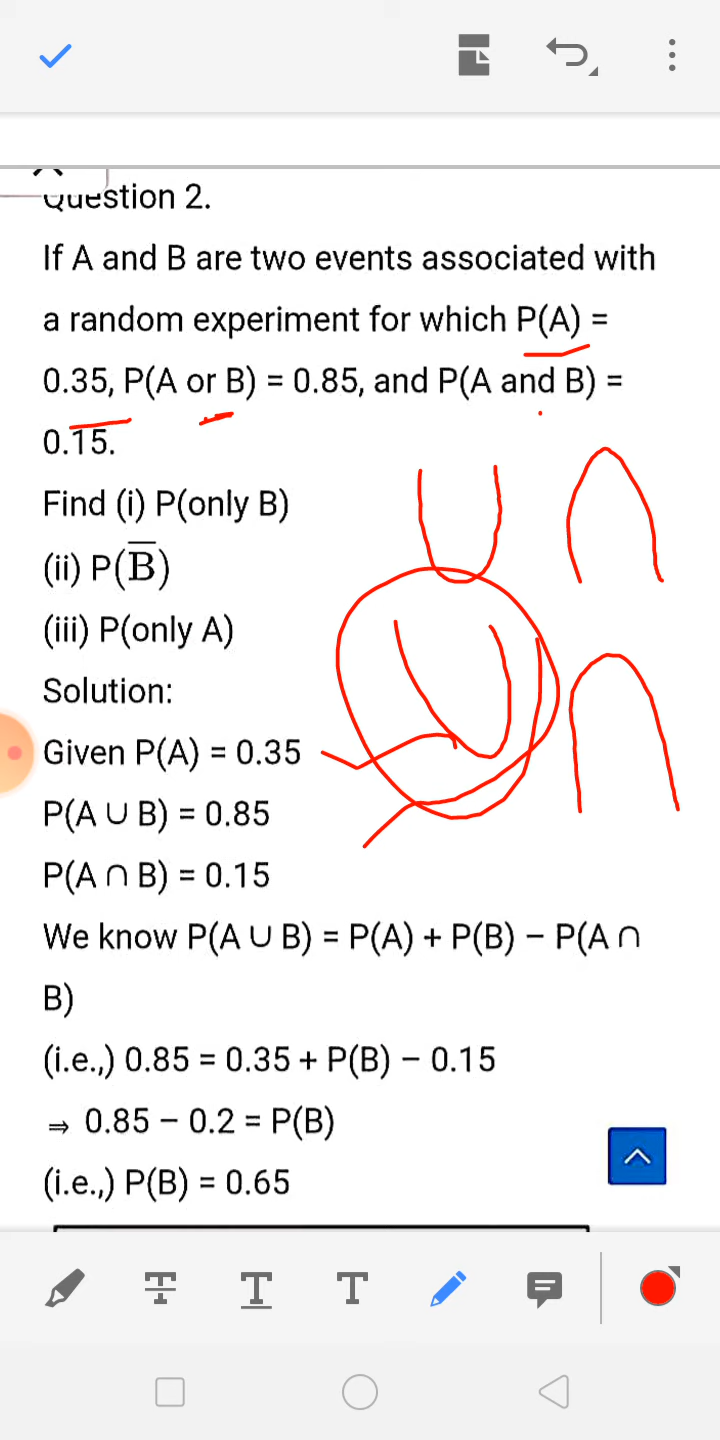 Question 2.
If A and B are two events associated with
a random experiment for which P(A) =
0.35, P(A or B) = 0.85, and P(A and B) =
0.15.
Find (i) P(only B)
(ii) P(B̅)
(iii) P(only A)
Solution:
Given P(A) = 0.35
P(A ∪ B) = 0.85
P(A ∩ B) = 0.15
We know P(A ∪ B) = P(A) + P(B) − P(A ∩
B)
(i.e.,) 0.85 = 0.35 + P(B) − 0.15
⇒ 0.85 − 0.2 = P(B)
(i.e.,) P(B) = 0.65